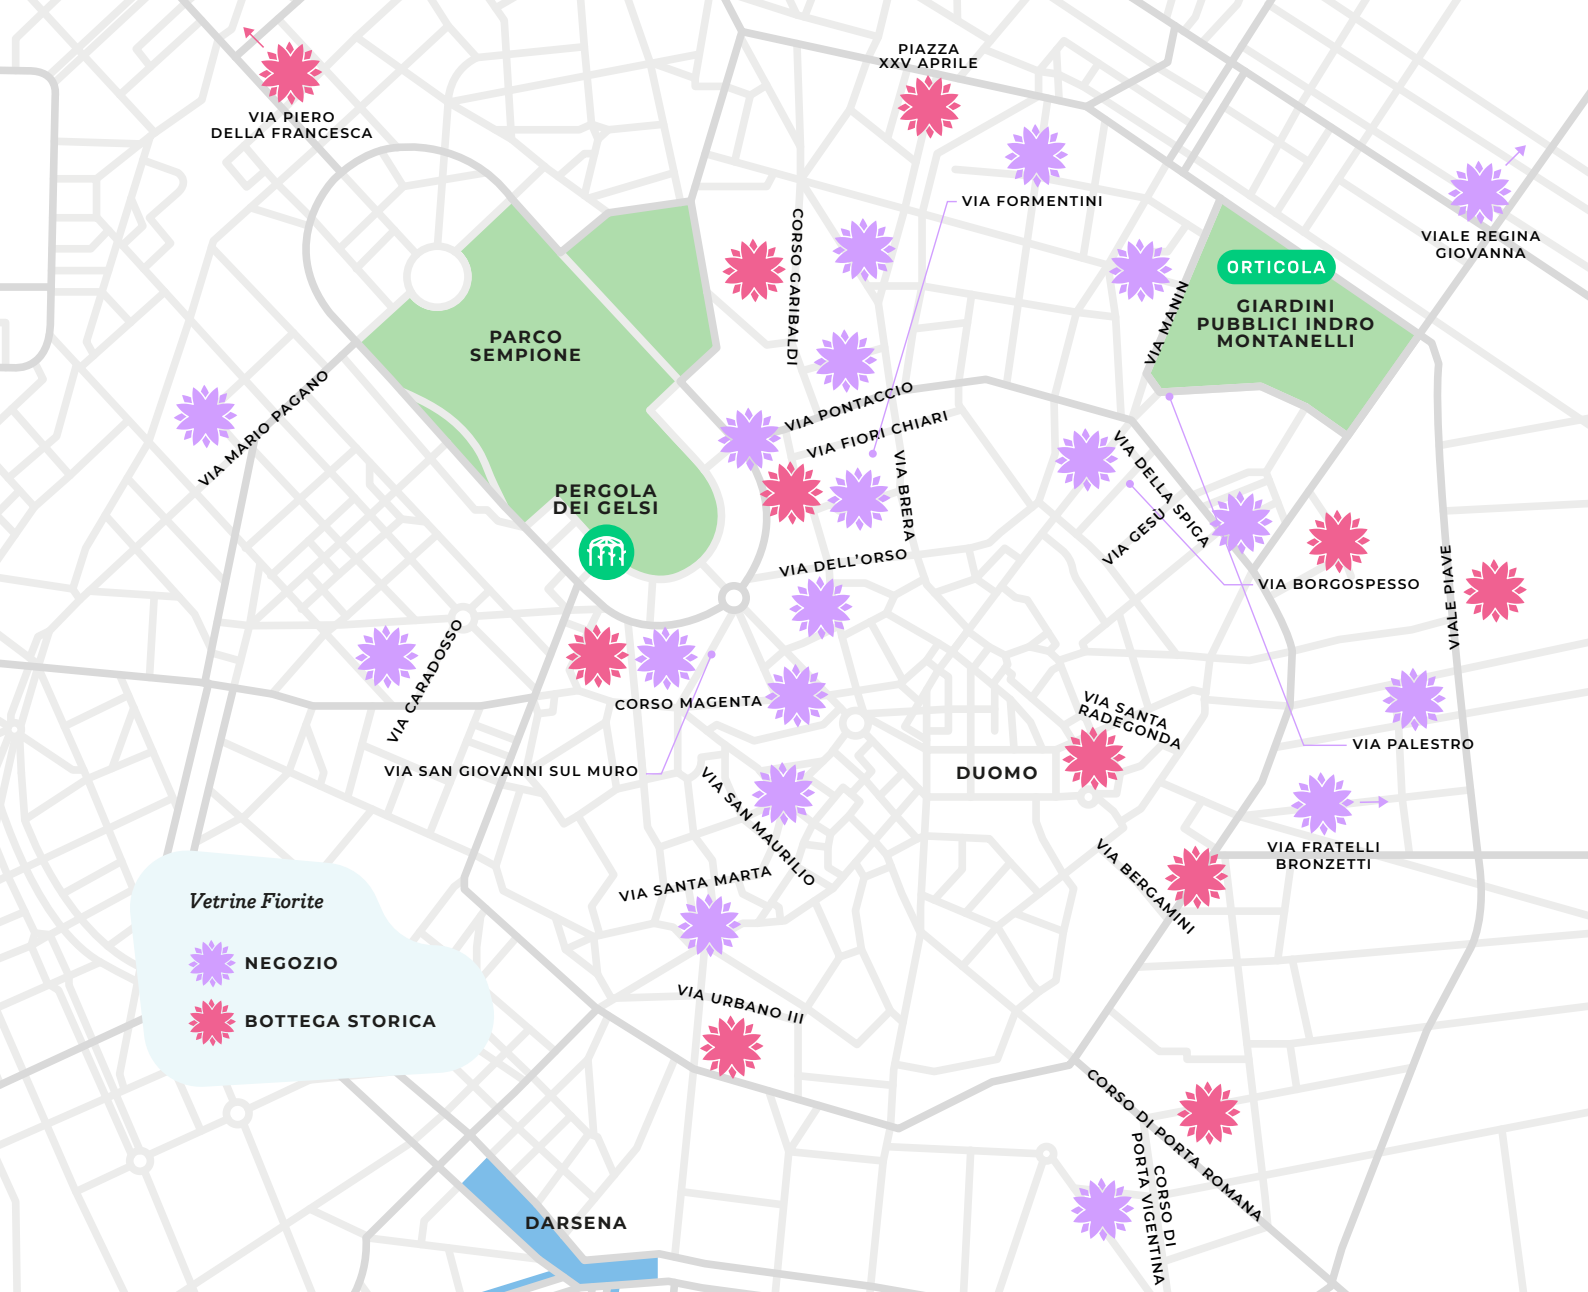 PIAZZA
XXV APRILE
VIA PIERO
DELLA FRANCESCA
VIA FORMENTINI
VIALE REGINA
GIOVANNA
CORSO GARIBALDI
ORTICOLA
GIARDINI
PUBBLICI INDRO
MONTANELLI
VIA MANIN
PARCO
SEMPIONE
VIA MARIO PAGANO
VIA PONTACCIO
VIA FIORI CHIARI
VIA BRERA
VIA DELLA SPIGA
VIA GESU
PERGOLA
DEI GELSI
VIA DELL'ORSO
VIA BORGOSPESSO
VIALE PIAVE
VIA CARADOSSO
CORSO MAGENTA
VIA SANTA
RADEGONDA
VIA PALESTRO
VIA SAN GIOVANNI SUL MURO
DUOMO
VIA SAN MAURILIO
VIA FRATELLI
BRONZETTI
VIA BERGAMINI
VIA SANTA MARTA
Vetrine Fiorite
NEGOZIO
BOTTEGA STORICA
VIA URBANO III
CORSO DI PORTA ROMANA
CORSO DI
PORTA VIGENTINA
DARSENA